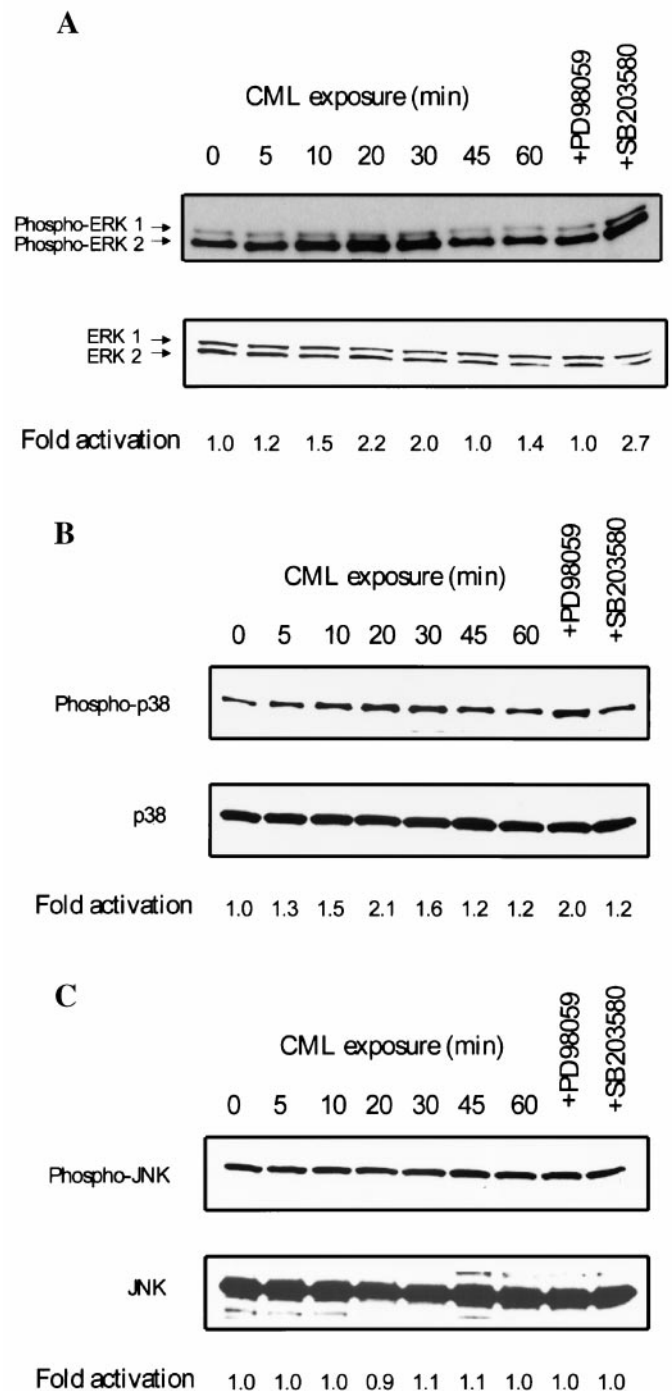 A
CML exposure (min)
0 5 10 20 30 45 60 +PD98059 +SB203580
Phospho-ERK 1
Phospho-ERK 2
ERK 1
ERK 2
Fold activation 1.0 1.2 1.5 2.2 2.0 1.0 1.4 1.0 2.7
B
CML exposure (min)
0 5 10 20 30 45 60 +PD98059 +SB203580
Phospho-p38
p38
Fold activation 1.0 1.3 1.5 2.1 1.6 1.2 1.2 2.0 1.2
C
CML exposure (min)
0 5 10 20 30 45 60 +PD98059 +SB203580
Phospho-JNK
JNK
Fold activation 1.0 1.0 1.0 0.9 1.1 1.1 1.0 1.0 1.0